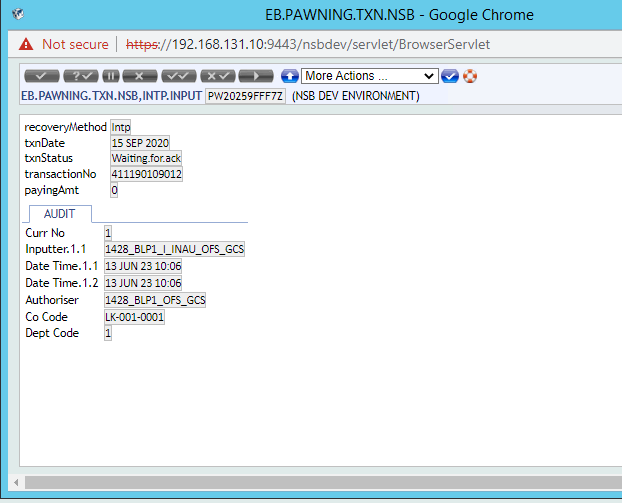 EB.PAWNING.TXN.NSB - Google Chrome
Not secure https://192.168.131.10:9443/nsbdev/servlet/BrowserServlet
More Actions ...
EB.PAWNING.TXN.NSB,INTP.INPUT PW20259FFF7Z (NSB DEV ENVIRONMENT)
recoveryMethod Intp
txnDate 15 SEP 2020
txnStatus Waiting.for.ack
transactionNo 411190109012
payingAmt 0
AUDIT
Curr No 1
Inputter.1.1 1428_BLP1_I_INAU_OFS_GCS
Date Time.1.1 13 JUN 23 10:06
Date Time.1.2 13 JUN 23 10:06
Authoriser 1428_BLP1_OFS_GCS
Co Code LK-001-0001
Dept Code 1